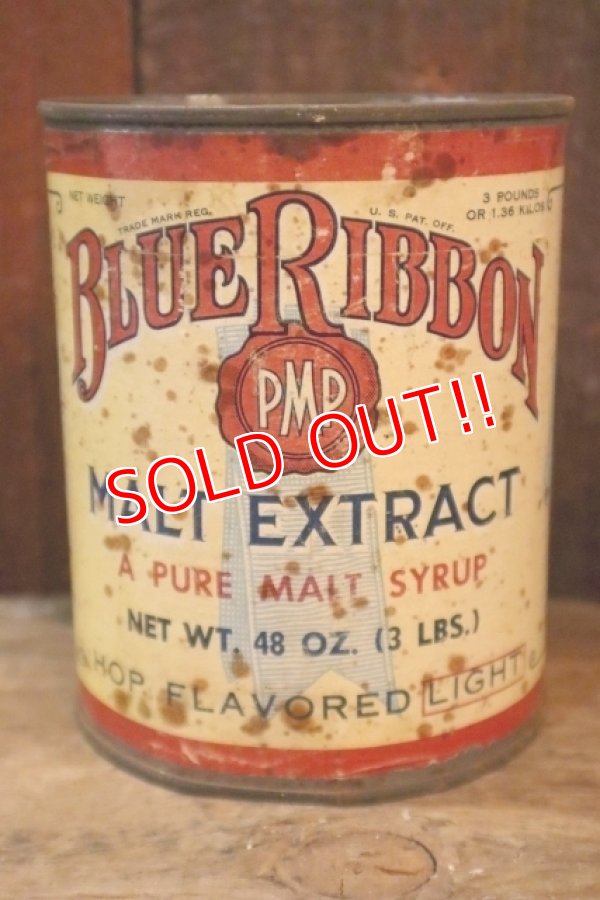 NET WEIGHT
3 POUNDS
OR 1.36 KILOS
TRADE MARK REG.
U. S. PAT. OFF.
BLUE RIBBON
PMP
SOLD OUT!!
MALT EXTRACT
A PURE MALT SYRUP
NET WT. 48 OZ. (3 LBS.)
HOP FLAVORED LIGHT